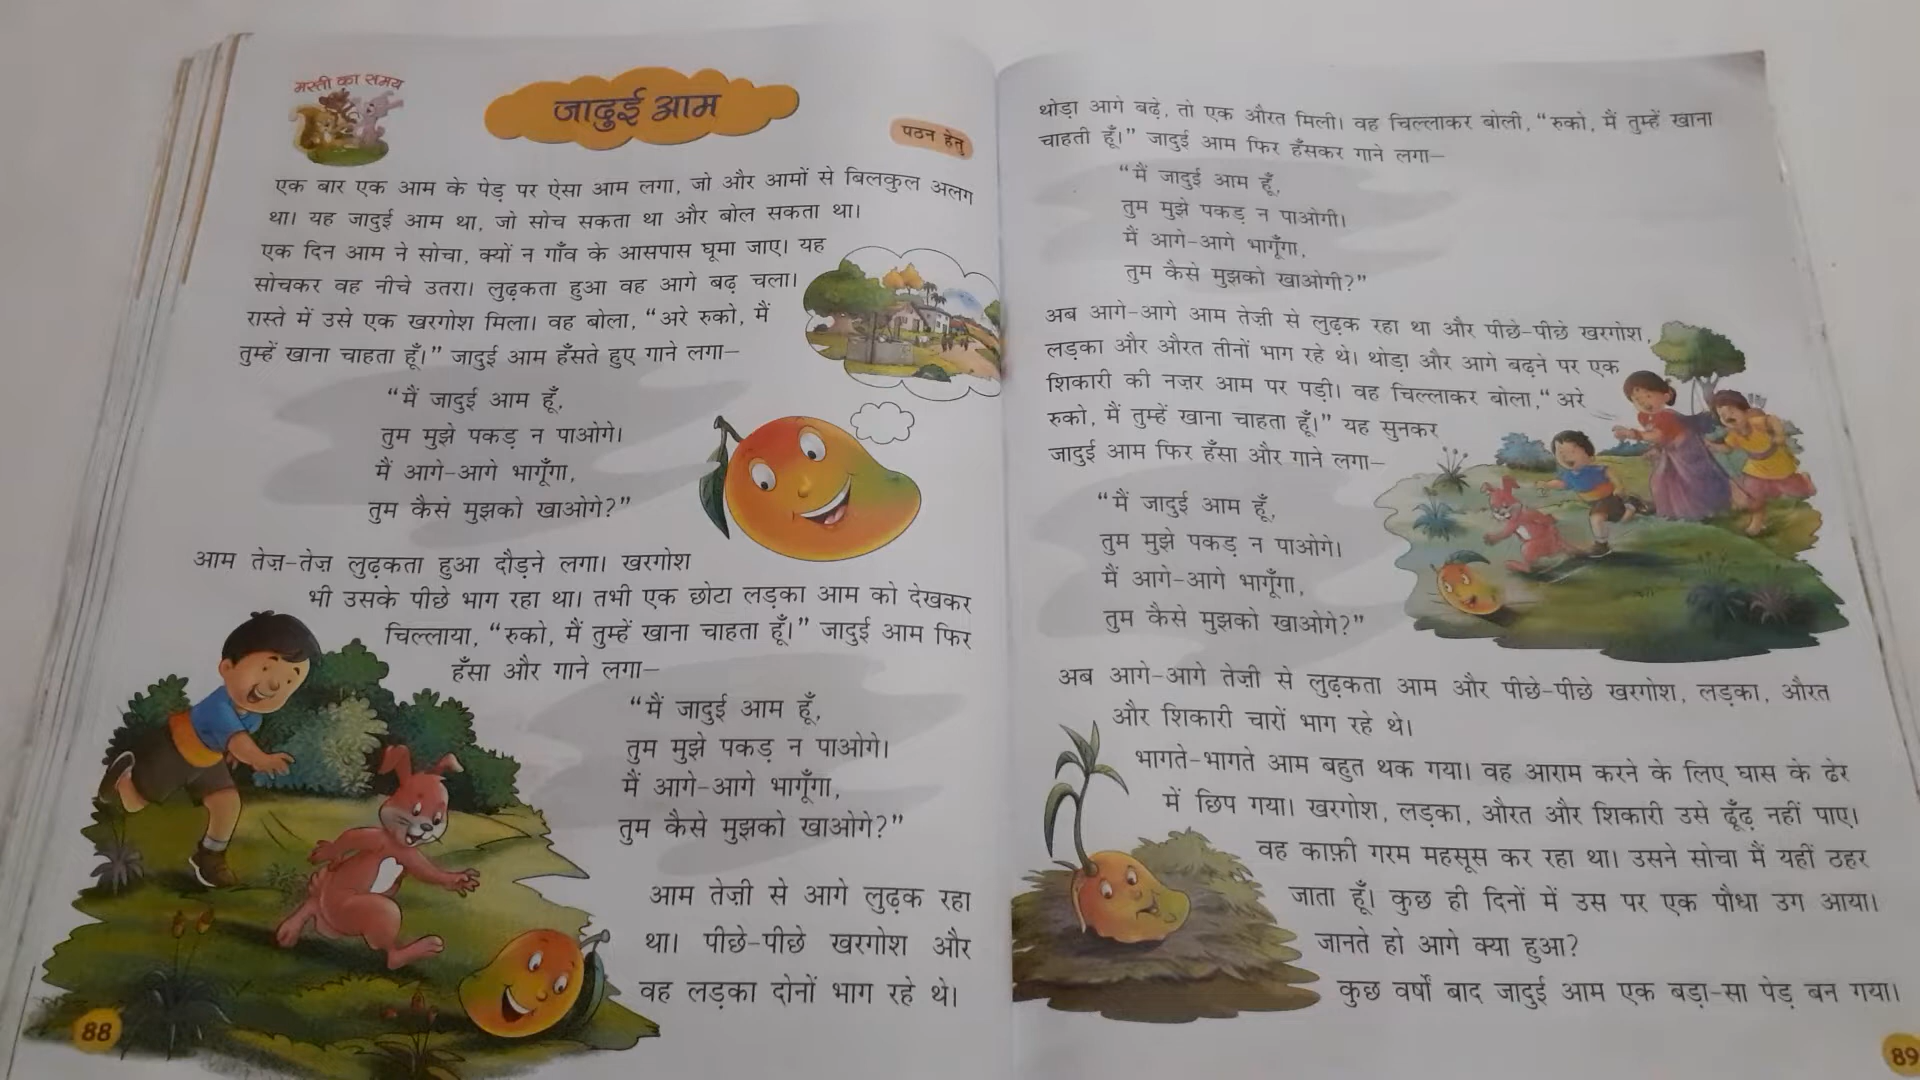 मस्ती का समय
जादुई आम
पठन हेतु
एक बार एक आम के पेड़ पर ऐसा आम लगा, जो और आमों से बिलकुल अलग
था। यह जादुई आम था, जो सोच सकता था और बोल सकता था।
एक दिन आम ने सोचा, क्यों न गाँव के आसपास घूमा जाए। यह
सोचकर वह नीचे उतरा। लुढ़कता हुआ वह आगे बढ़ चला।
रास्ते में उसे एक खरगोश मिला। वह बोला, “अरे रुको, मैं
तुम्हें खाना चाहता हूँ।” जादुई आम हँसते हुए गाने लगा—
“मैं जादुई आम हूँ,
तुम मुझे पकड़ न पाओगे।
मैं आगे-आगे भागूँगा,
तुम कैसे मुझको खाओगे?”
आम तेज़-तेज़ लुढ़कता हुआ दौड़ने लगा। खरगोश
भी उसके पीछे भाग रहा था। तभी एक छोटा लड़का आम को देखकर
चिल्लाया, “रुको, मैं तुम्हें खाना चाहता हूँ।” जादुई आम फिर
हँसा और गाने लगा—
“मैं जादुई आम हूँ,
तुम मुझे पकड़ न पाओगे।
मैं आगे-आगे भागूँगा,
तुम कैसे मुझको खाओगे?”
आम तेज़ी से आगे लुढ़क रहा
था। पीछे-पीछे खरगोश और
वह लड़का दोनों भाग रहे थे।
88
थोड़ा आगे बढ़े, तो एक औरत मिली। वह चिल्लाकर बोली, “रुको, मैं तुम्हें खाना
चाहती हूँ।” जादुई आम फिर हँसकर गाने लगा—
“मैं जादुई आम हूँ,
तुम मुझे पकड़ न पाओगी।
मैं आगे-आगे भागूँगा,
तुम कैसे मुझको खाओगी?”
अब आगे-आगे आम तेज़ी से लुढ़क रहा था और पीछे-पीछे खरगोश,
लड़का और औरत तीनों भाग रहे थे। थोड़ा और आगे बढ़ने पर एक
शिकारी की नज़र आम पर पड़ी। वह चिल्लाकर बोला,“ अरे
रुको, मैं तुम्हें खाना चाहता हूँ।” यह सुनकर
जादुई आम फिर हँसा और गाने लगा—
“मैं जादुई आम हूँ,
तुम मुझे पकड़ न पाओगे।
मैं आगे-आगे भागूँगा,
तुम कैसे मुझको खाओगे?”
अब आगे-आगे तेज़ी से लुढ़कता आम और पीछे-पीछे खरगोश, लड़का, औरत
और शिकारी चारों भाग रहे थे।
भागते-भागते आम बहुत थक गया। वह आराम करने के लिए घास के ढेर
में छिप गया। खरगोश, लड़का, औरत और शिकारी उसे ढूँढ़ नहीं पाए।
वह काफ़ी गरम महसूस कर रहा था। उसने सोचा मैं यहीं ठहर
जाता हूँ। कुछ ही दिनों में उस पर एक पौधा उग आया।
जानते हो आगे क्या हुआ?
कुछ वर्षों बाद जादुई आम एक बड़ा-सा पेड़ बन गया।
89